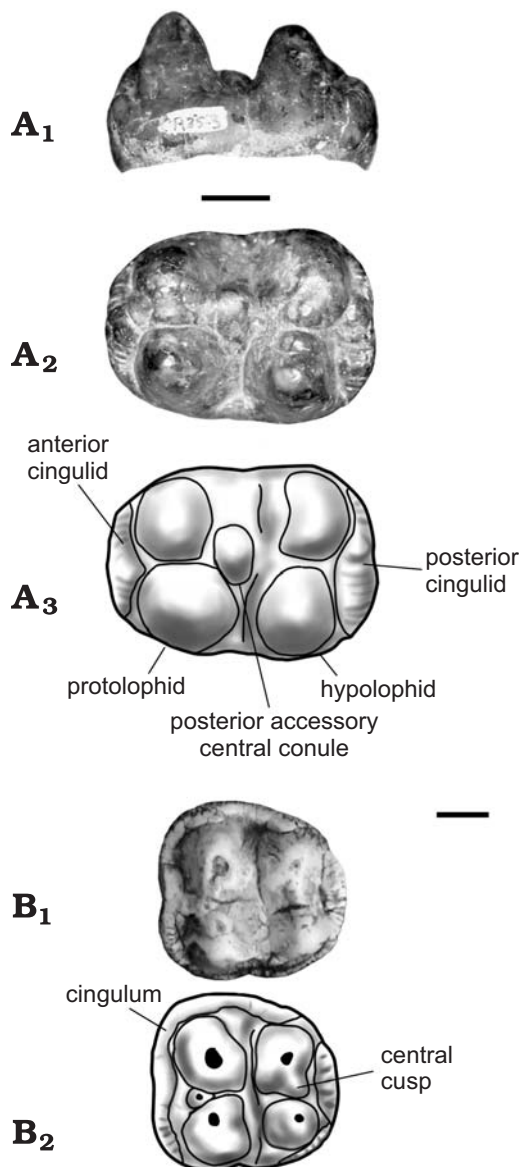 A1
A2
anterior
cingulid
posterior
cingulid
A3
protolophid
hypolophid
posterior accessory
central conule
B1
cingulum
central
cusp
B2